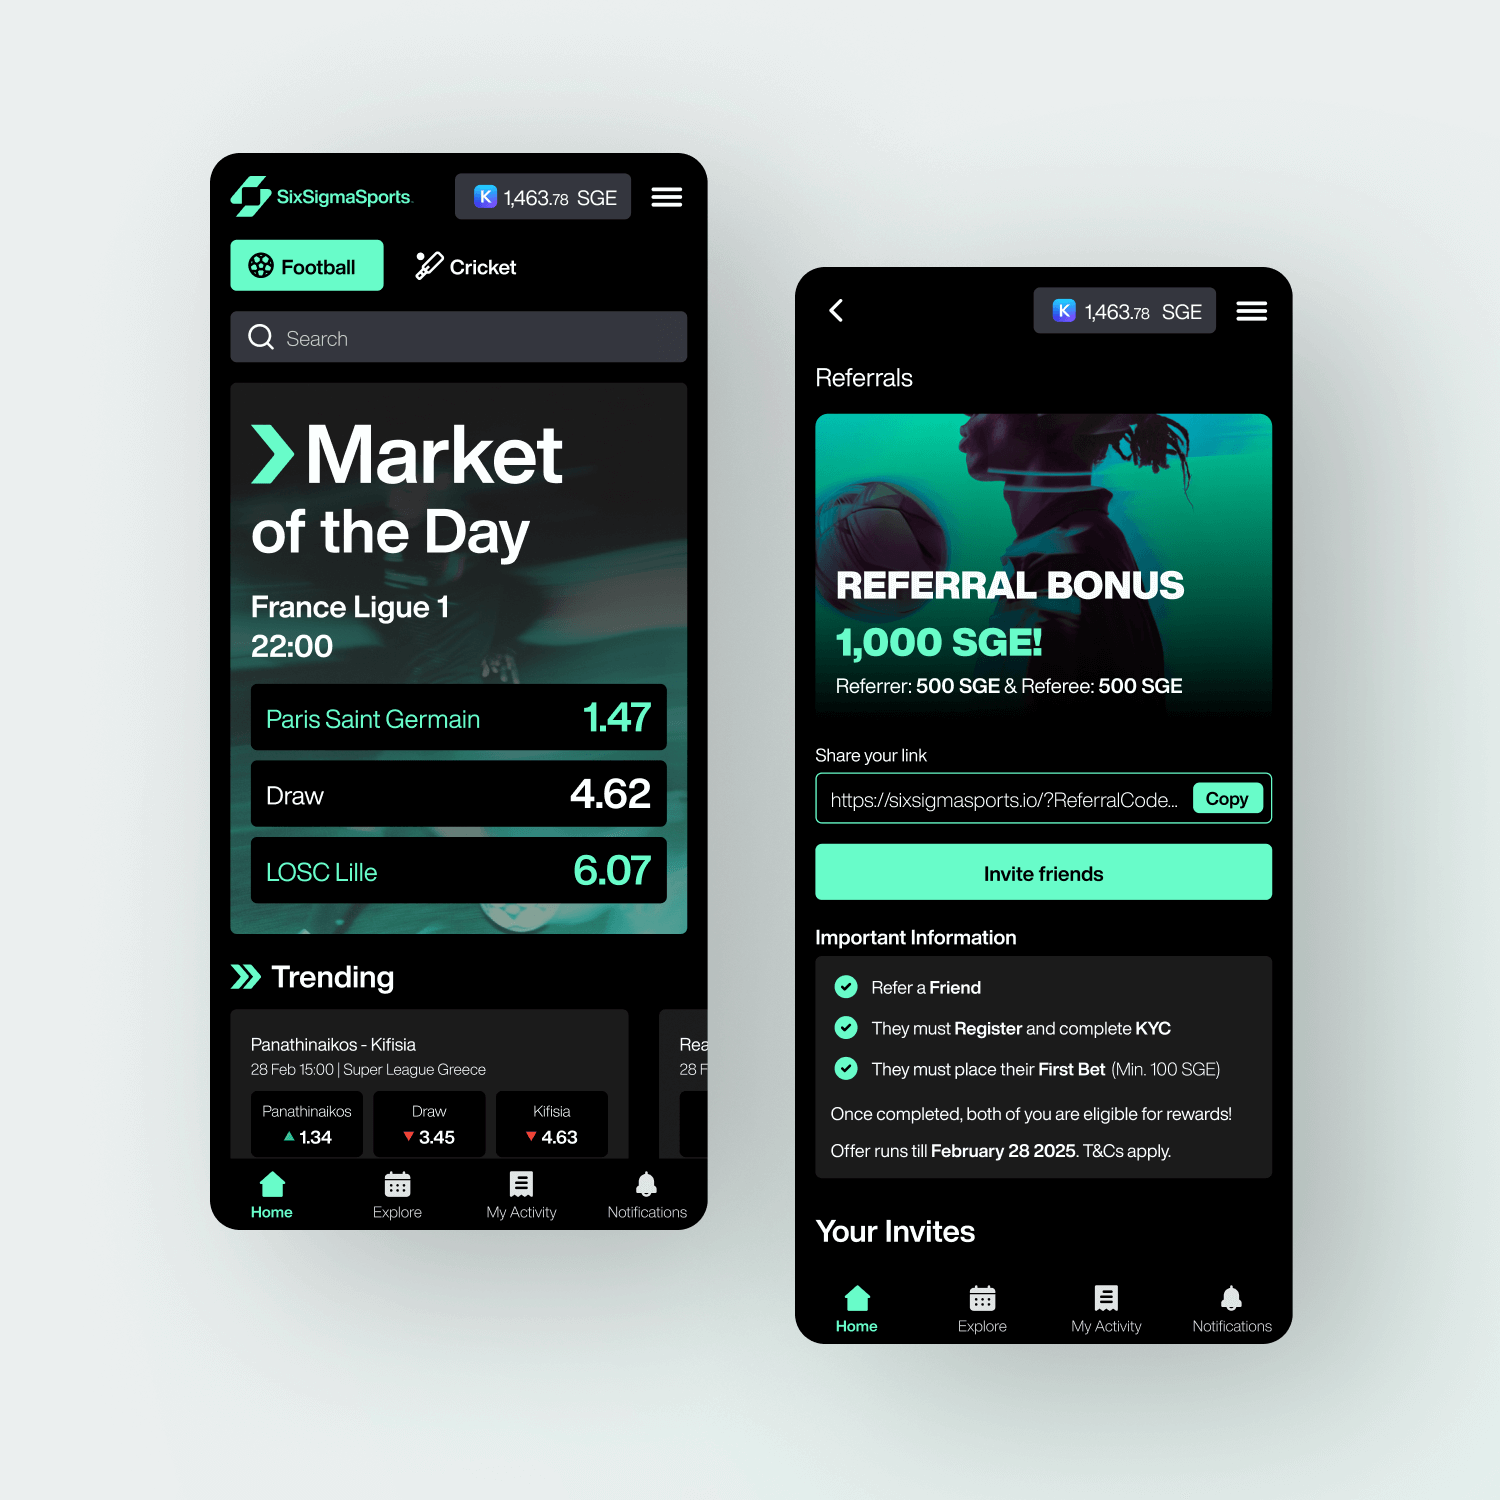 SixSigmaSports
K 1,463.78 SGE
Football
Cricket
Search
Market
of the Day
France Ligue 1
22:00
Paris Saint Germain 1.47
Draw 4.62
LOSC Lille 6.07
Trending
Panathinaikos - Kifisia
28 Feb 15:00 | Super League Greece
Panathinaikos Draw Kifisia
1.34 3.45 4.63
Rea
28 F
Home Explore My Activity Notifications
K 1,463.78 SGE
Referrals
REFERRAL BONUS
1,000 SGE!
Referrer: 500 SGE & Referee: 500 SGE
Share your link
https://sixsigmasports.io/?ReferralCode... Copy
Invite friends
Important Information
Refer a Friend
They must Register and complete KYC
They must place their First Bet (Min. 100 SGE)
Once completed, both of you are eligible for rewards!
Offer runs till February 28 2025. T&Cs apply.
Your Invites
Home Explore My Activity Notifications